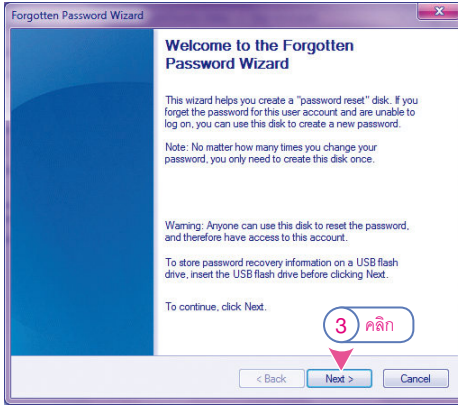 Forgotten Password Wizard
Welcome to the Forgotten
Password Wizard
This wizard helps you create a "password reset" disk. If you
forget the password for this user account and are unable to
log on, you can use this disk to create a new password.
Note: No matter how many times you change your
password, you only need to create this disk once.
Warning: Anyone can use this disk to reset the password,
and therefore have access to this account.
To store password recovery information on a USB flash
drive, insert the USB flash drive before clicking Next.
To continue, click Next.
3 คลิก
< Back Next > Cancel